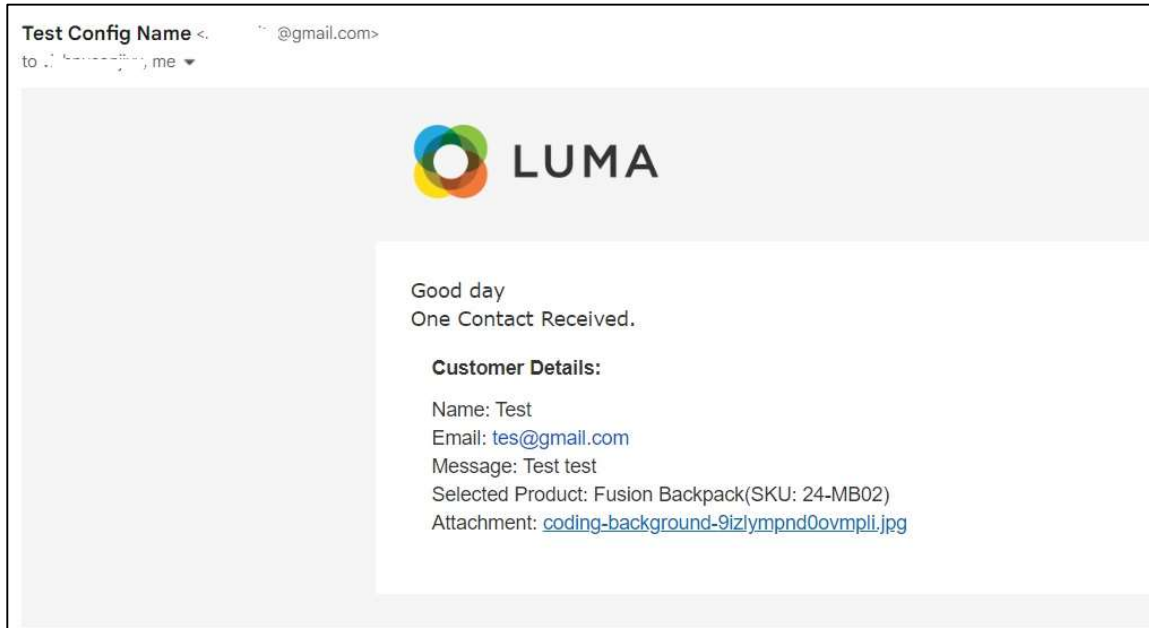 Test Config Name < @gmail.com>
to , me
LUMA
Good day
One Contact Received.
Customer Details:
Name: Test
Email: tes@gmail.com
Message: Test test
Selected Product: Fusion Backpack(SKU: 24-MB02)
Attachment: coding-background-9izlympnd0ovmpli.jpg